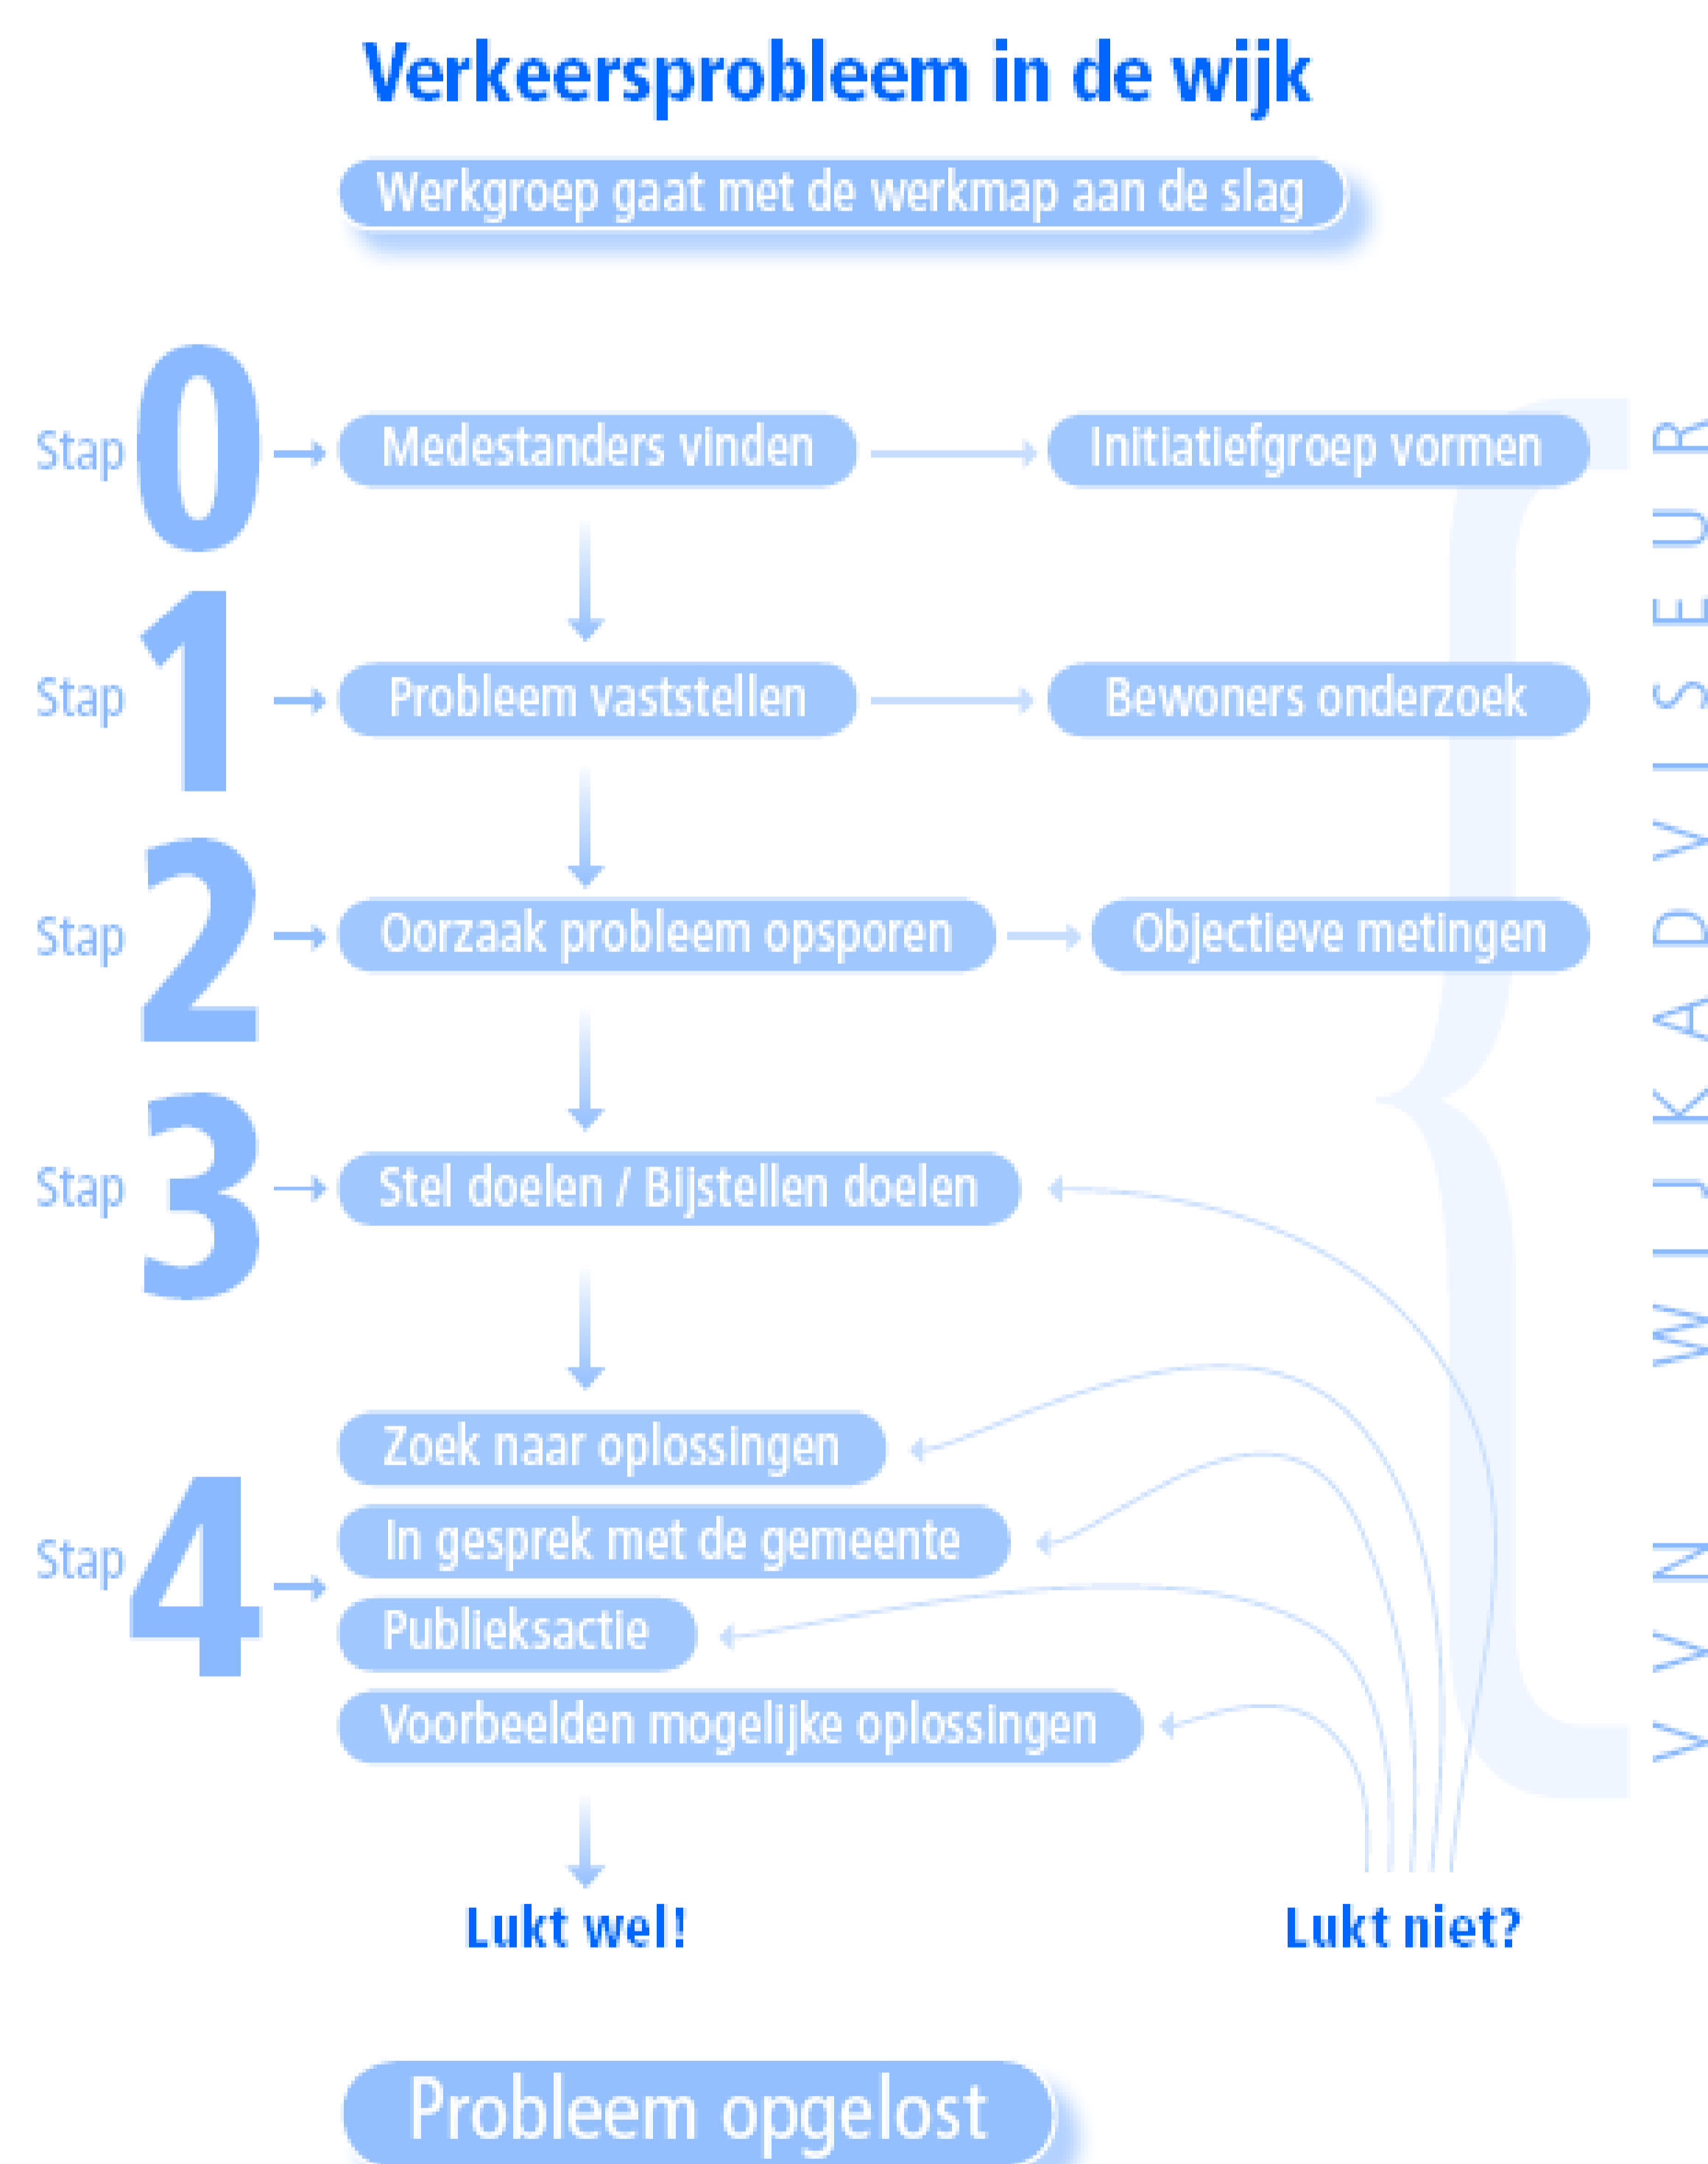 Verkeersprobleem in de wijk
Werkgroep gaat met de werkmap aan de slag
Stap 0
Medestanders vinden
Initiatiefgroep vormen
Stap 1
Probleem vaststellen
Bewoners onderzoek
Stap 2
Oorzaak probleem opsporen
Objectieve metingen
Stap 3
Stel doelen / Bijstellen doelen
Stap 4
Zoek naar oplossingen
In gesprek met de gemeente
Publieksactie
Voorbeelden mogelijke oplossingen
Lukt wel!
Lukt niet?
Probleem opgelost
VVN WIJKADVISEUR